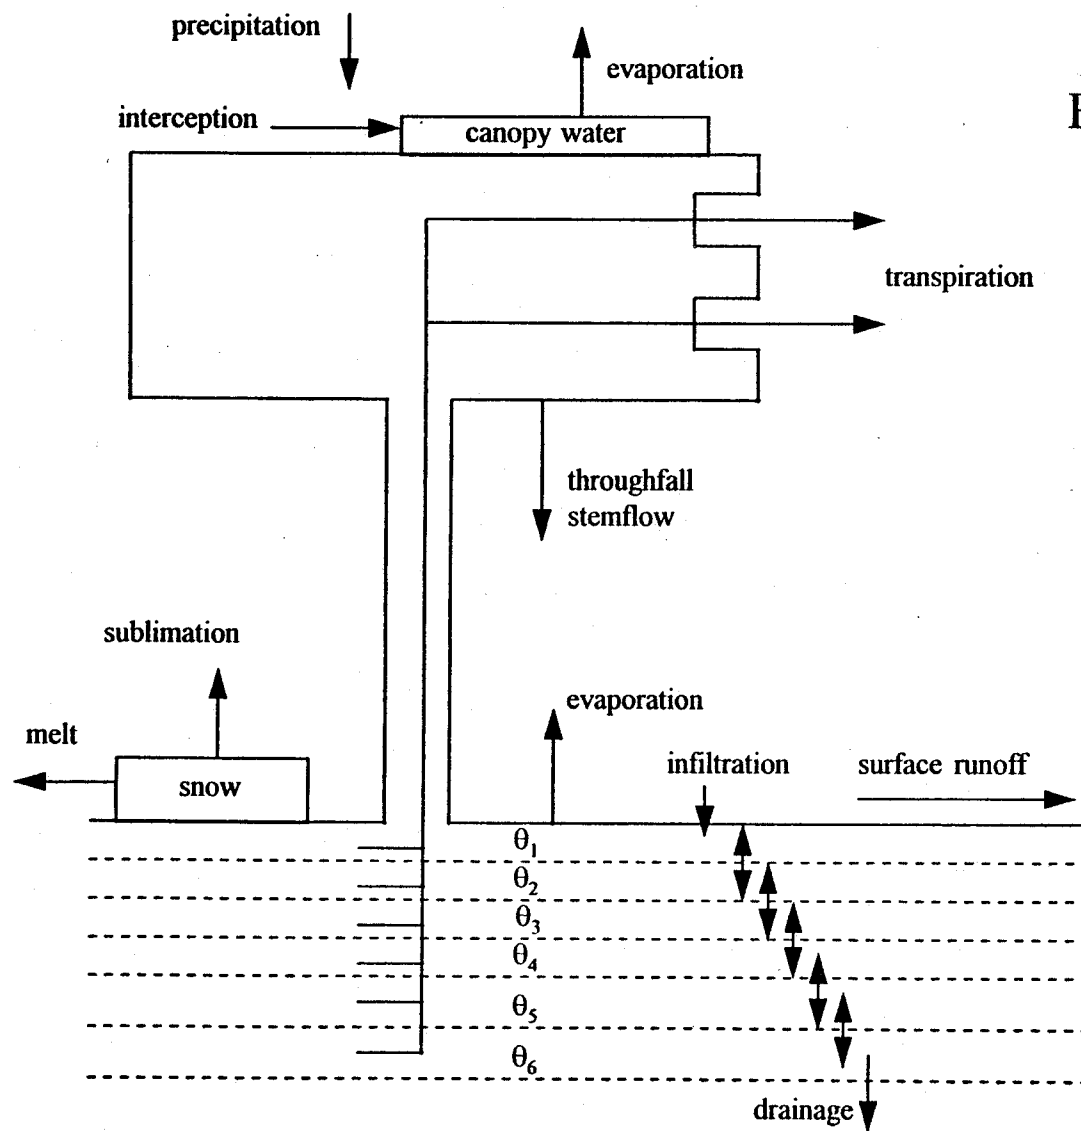 precipitation
evaporation
interception
canopy water
transpiration
throughfall
stemflow
sublimation
evaporation
melt
infiltration
surface runoff
snow
θ1
θ2
θ3
θ4
θ5
θ6
drainage